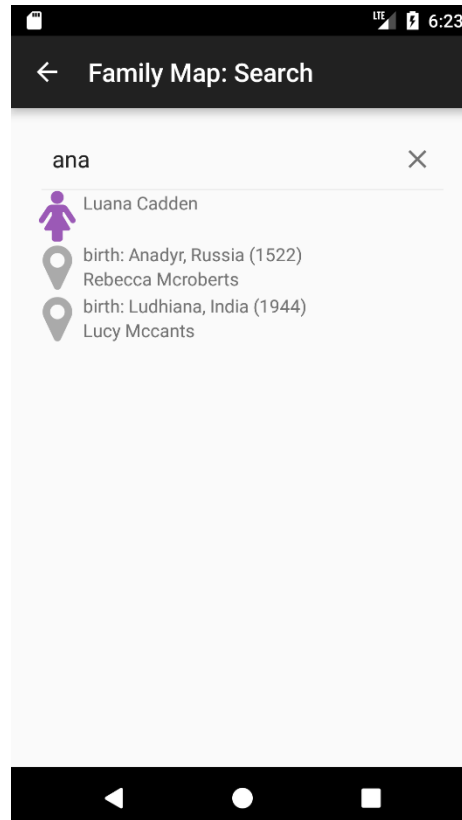 LTE 6:23
Family Map: Search
ana
Luana Cadden
birth: Anadyr, Russia (1522)
Rebecca Mcroberts
birth: Ludhiana, India (1944)
Lucy Mccants